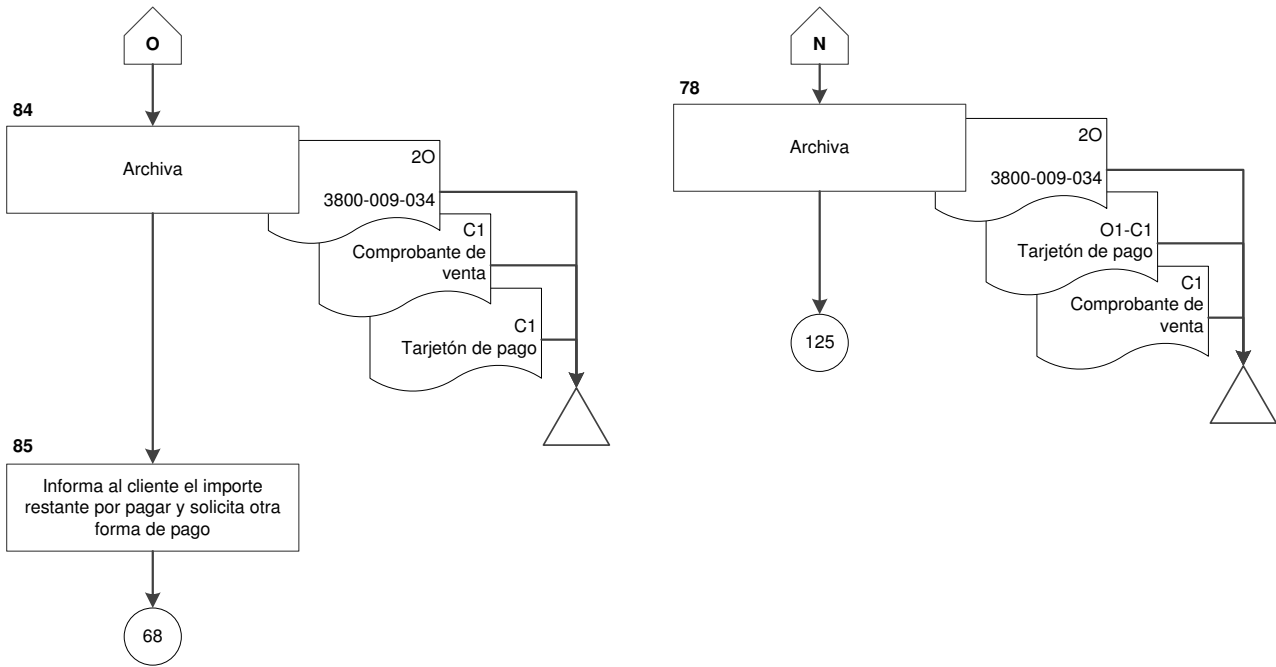 O
84
Archiva
2O
3800-009-034
C1
Comprobante de
venta
C1
Tarjetón de pago
85
Informa al cliente el importe
restante por pagar y solicita otra
forma de pago
68
N
78
Archiva
2O
3800-009-034
O1-C1
Tarjetón de pago
C1
Comprobante de
venta
125